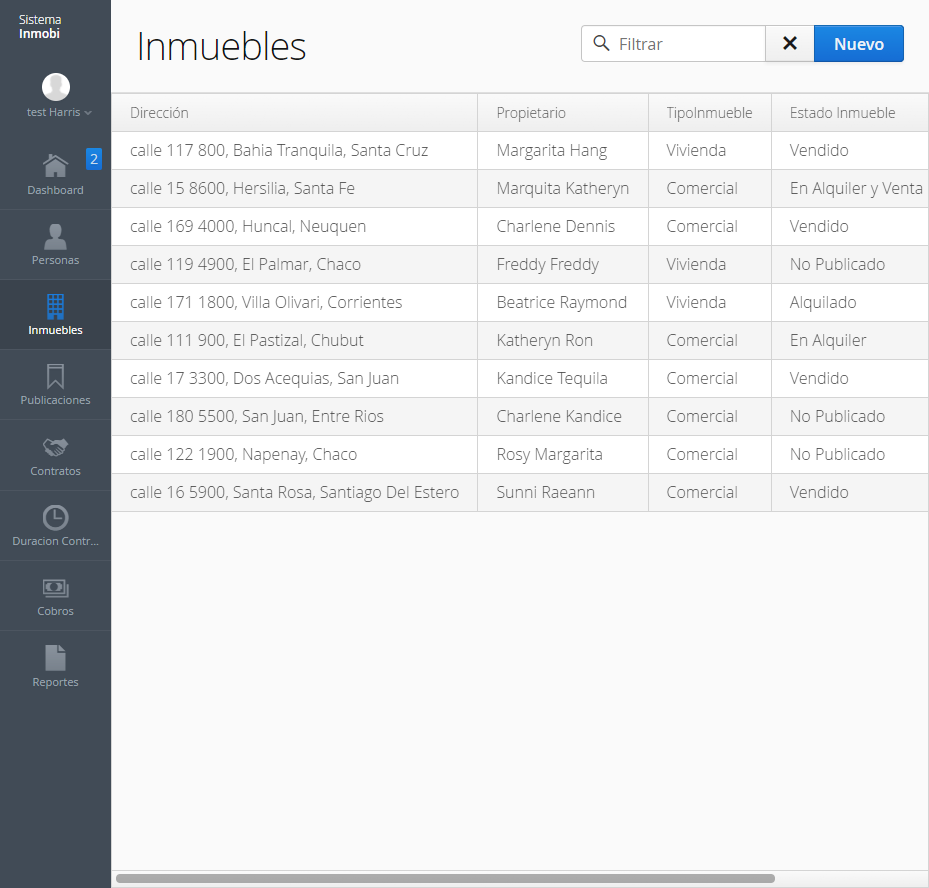 Sistema
Inmobi
test Harris
2
Dashboard
Personas
Inmuebles
Publicaciones
Contratos
Duracion Contr...
Cobros
Reportes
Inmuebles
Filtrar
Nuevo
Dirección Propietario TipoInmueble Estado Inmueble
calle 117 800, Bahia Tranquila, Santa Cruz Margarita Hang Vivienda Vendido
calle 15 8600, Hersilia, Santa Fe Marquita Katheryn Comercial En Alquiler y Venta
calle 169 4000, Huncal, Neuquen Charlene Dennis Comercial Vendido
calle 119 4900, El Palmar, Chaco Freddy Freddy Vivienda No Publicado
calle 171 1800, Villa Olivari, Corrientes Beatrice Raymond Vivienda Alquilado
calle 111 900, El Pastizal, Chubut Katheryn Ron Comercial En Alquiler
calle 17 3300, Dos Acequias, San Juan Kandice Tequila Comercial Vendido
calle 180 5500, San Juan, Entre Rios Charlene Kandice Comercial No Publicado
calle 122 1900, Napenay, Chaco Rosy Margarita Comercial No Publicado
calle 16 5900, Santa Rosa, Santiago Del Estero Sunni Raeann Comercial Vendido